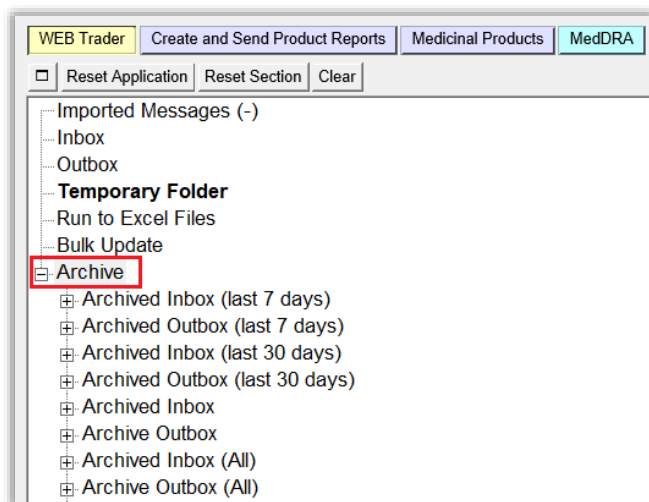 WEB Trader Create and Send Product Reports Medicinal Products MedDRA
Reset Application Reset Section Clear
Imported Messages (-)
Inbox
Outbox
Temporary Folder
Run to Excel Files
Bulk Update
Archive
Archived Inbox (last 7 days)
Archived Outbox (last 7 days)
Archived Inbox (last 30 days)
Archived Outbox (last 30 days)
Archived Inbox
Archive Outbox
Archived Inbox (All)
Archive Outbox (All)